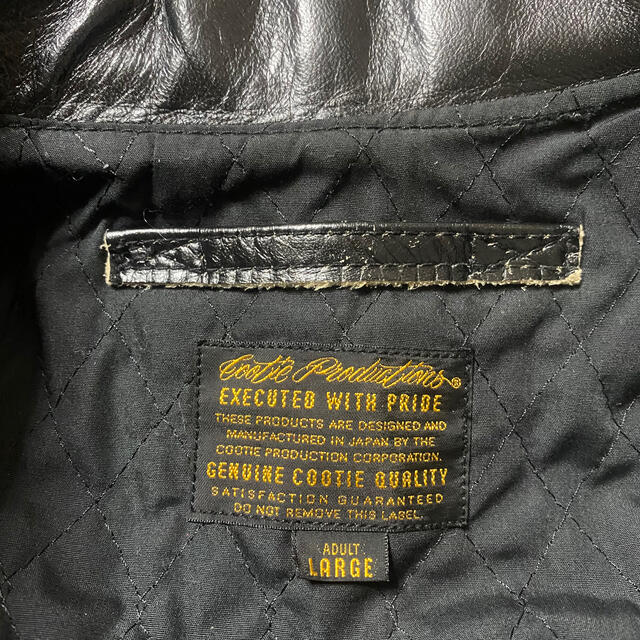 Cootie Productions®
EXECUTED WITH PRIDE
THESE PRODUCTS ARE DESIGNED AND
MANUFACTURED IN JAPAN BY THE
COOTIE PRODUCTION CORPORATION.
GENUINE COOTIE QUALITY
SATISFACTION GUARANTEED
DO NOT REMOVE THIS LABEL.
ADULT
LARGE